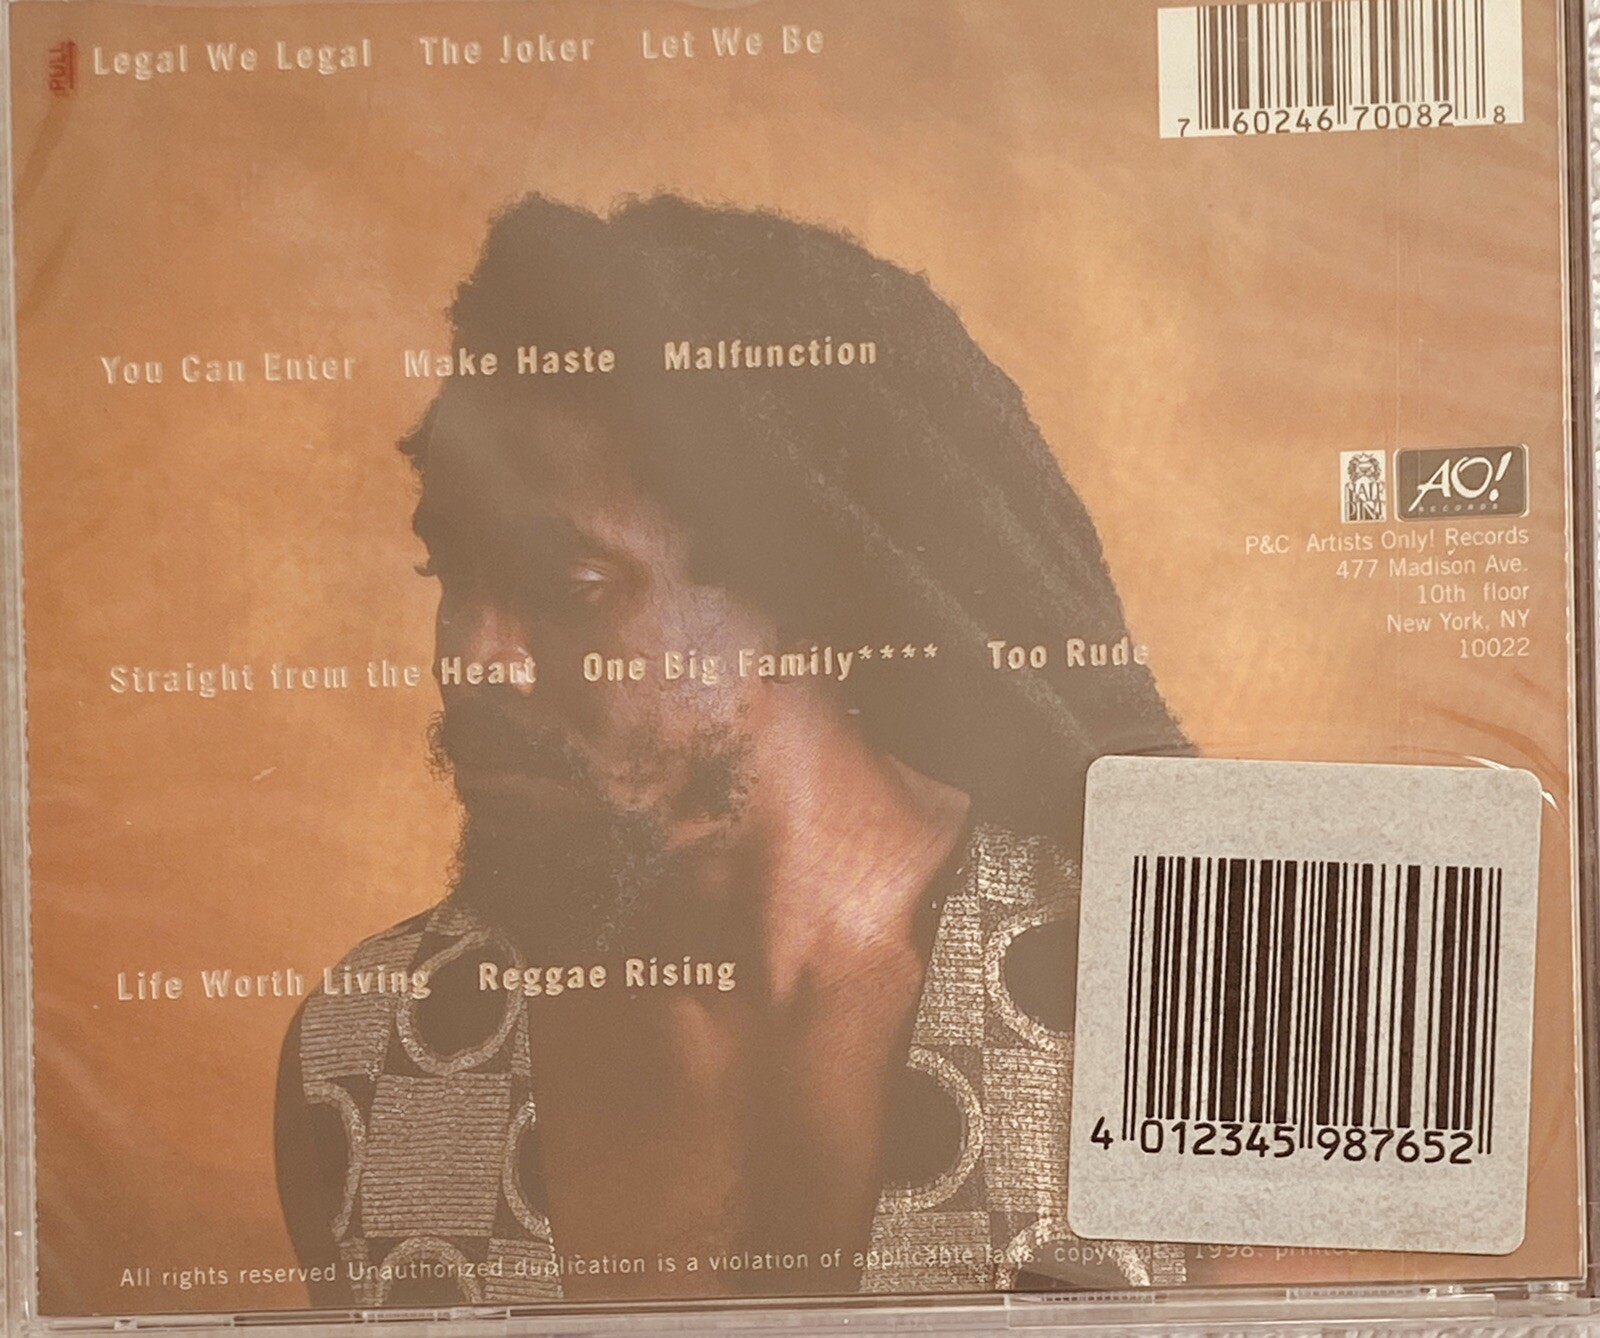 PULL
Legal We Legal The Joker Let We Be
7 60246 70082 8
You Can Enter Make Haste Malfunction
AO!
RECORDS
P&C Artists Only! Records
477 Madison Ave.
10th floor
New York, NY
10022
Straight from the Heart One Big Family**** Too Rude
4 012345 987652
Life Worth Living Reggae Rising
All rights reserved Unauthorized duplication is a violation of applicable laws. 1998.